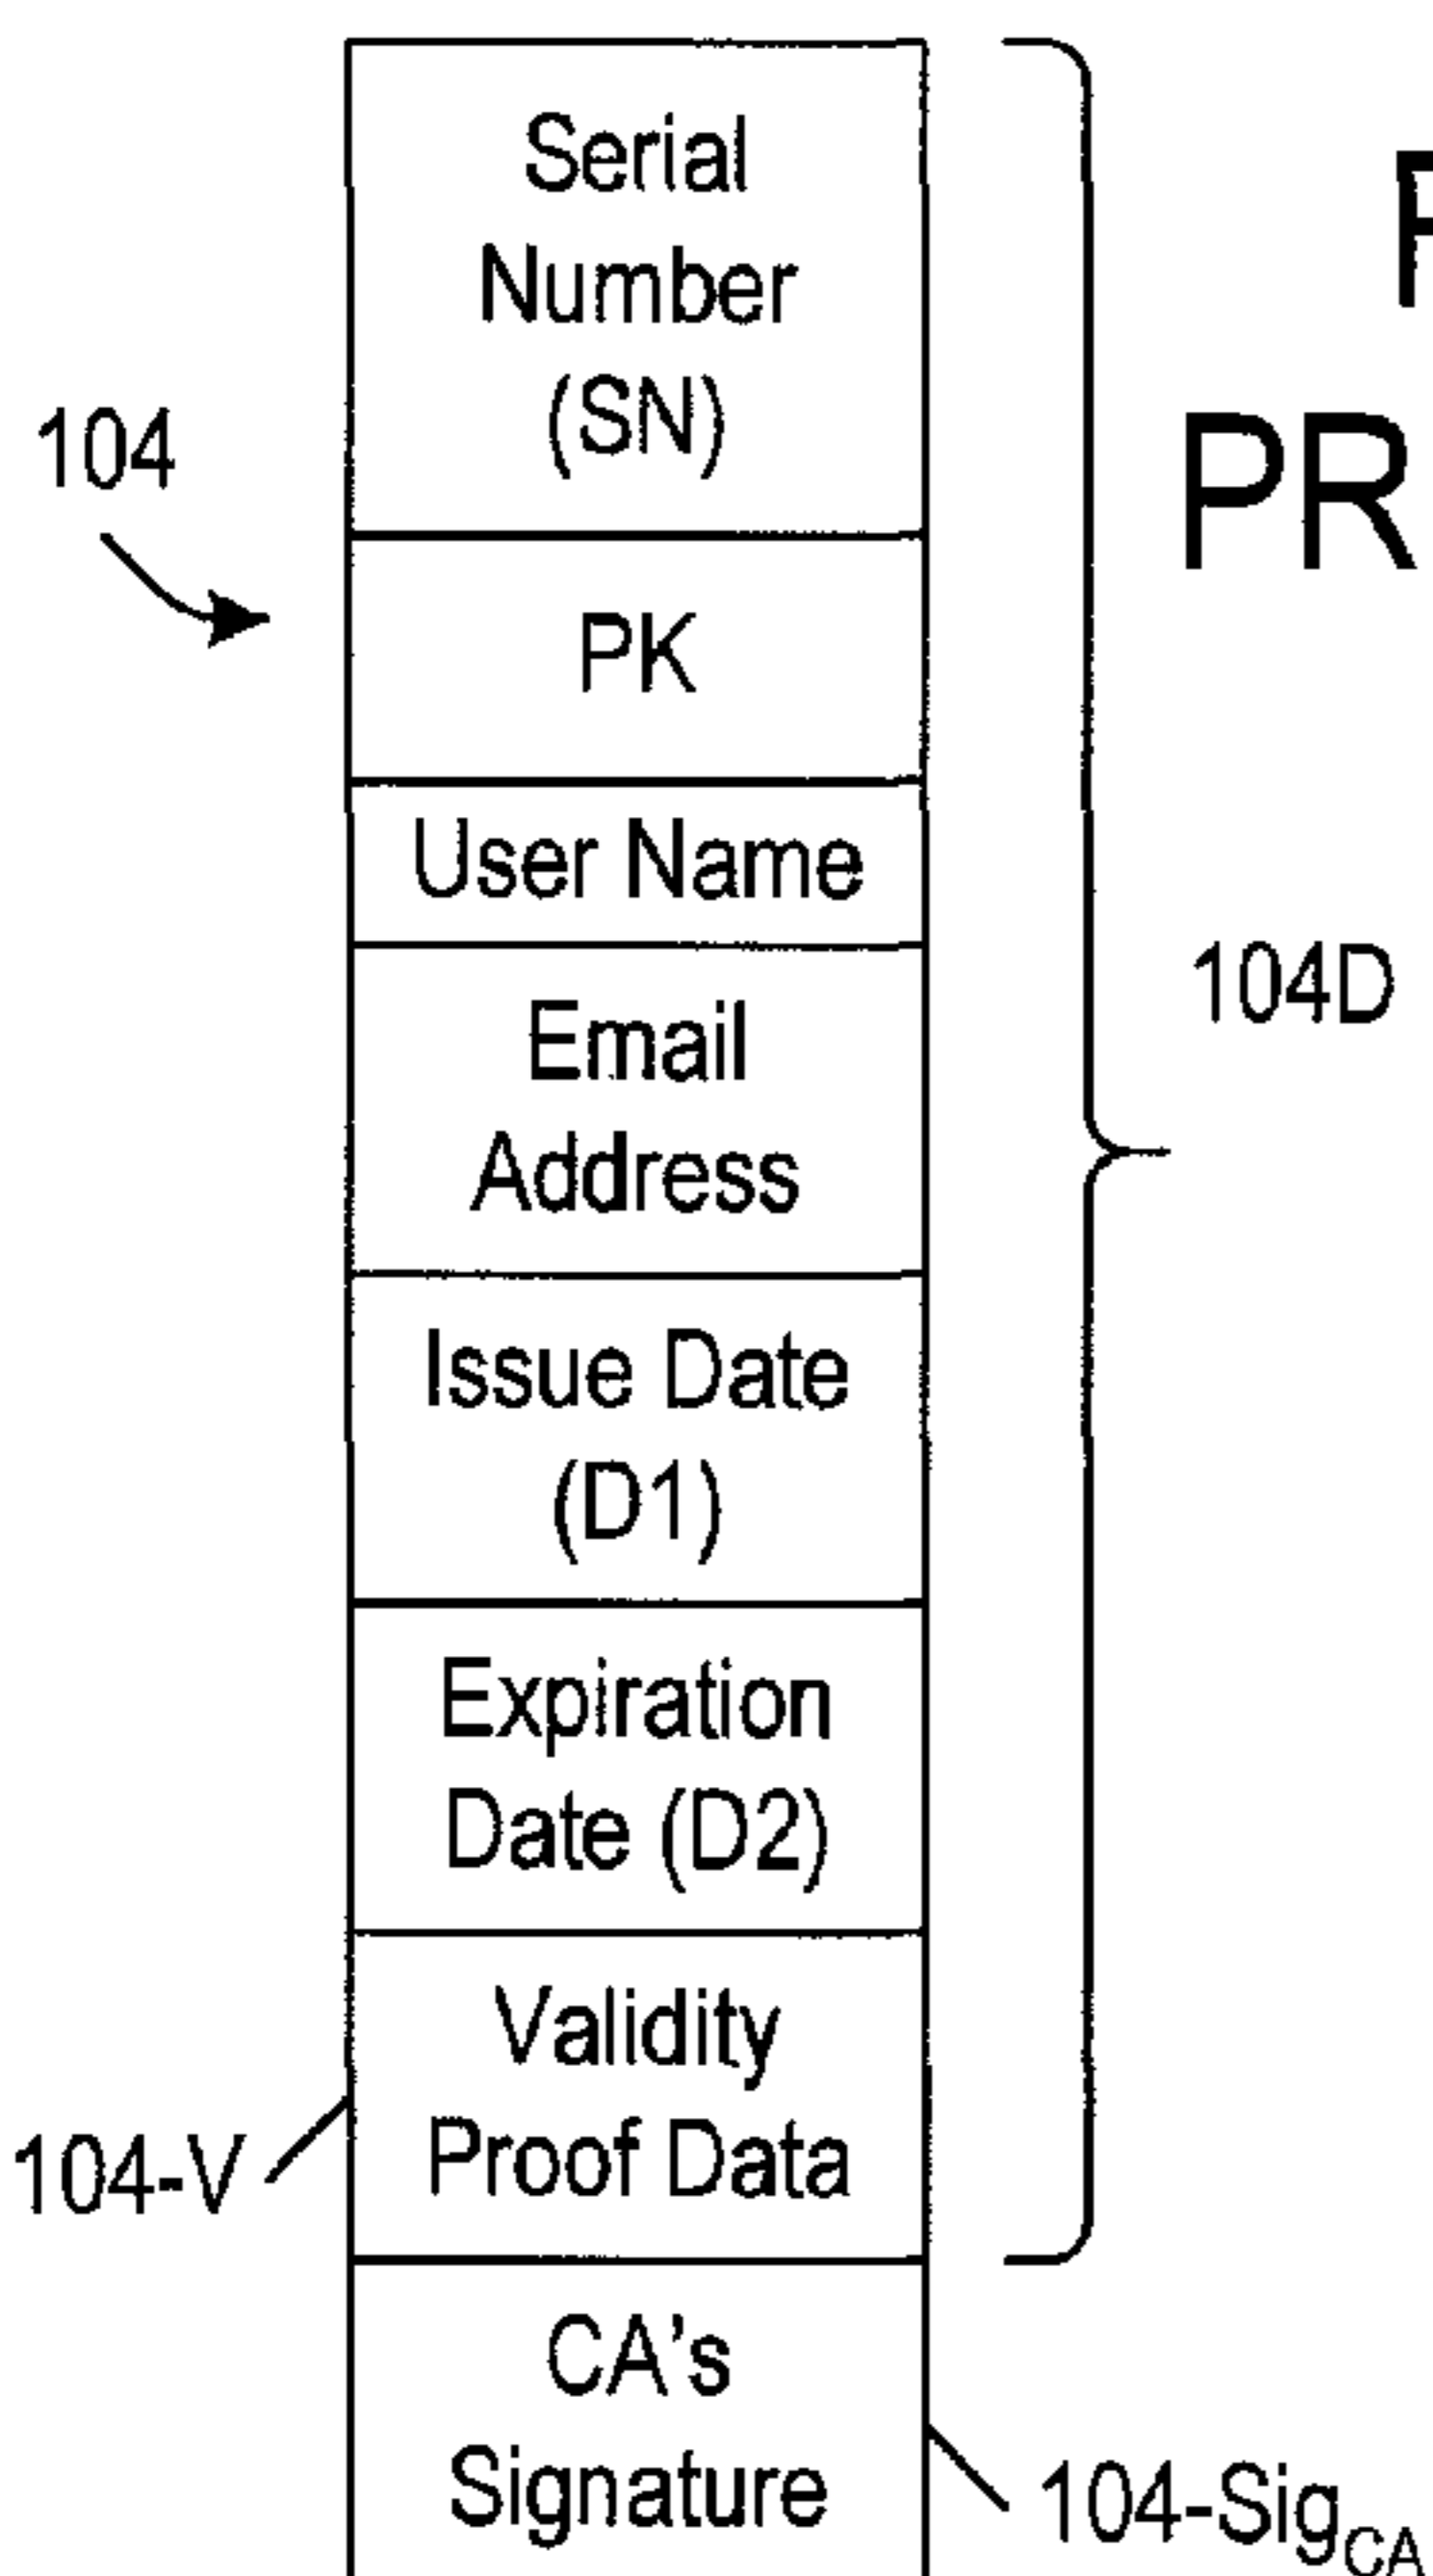 Serial
Number
(SN)
104
PR
PK
User Name
104D
Email
Address
Issue Date
(D1)
Expiration
Date (D2)
Validity
Proof Data
104-V
CA's
Signature
104-Sig_CA